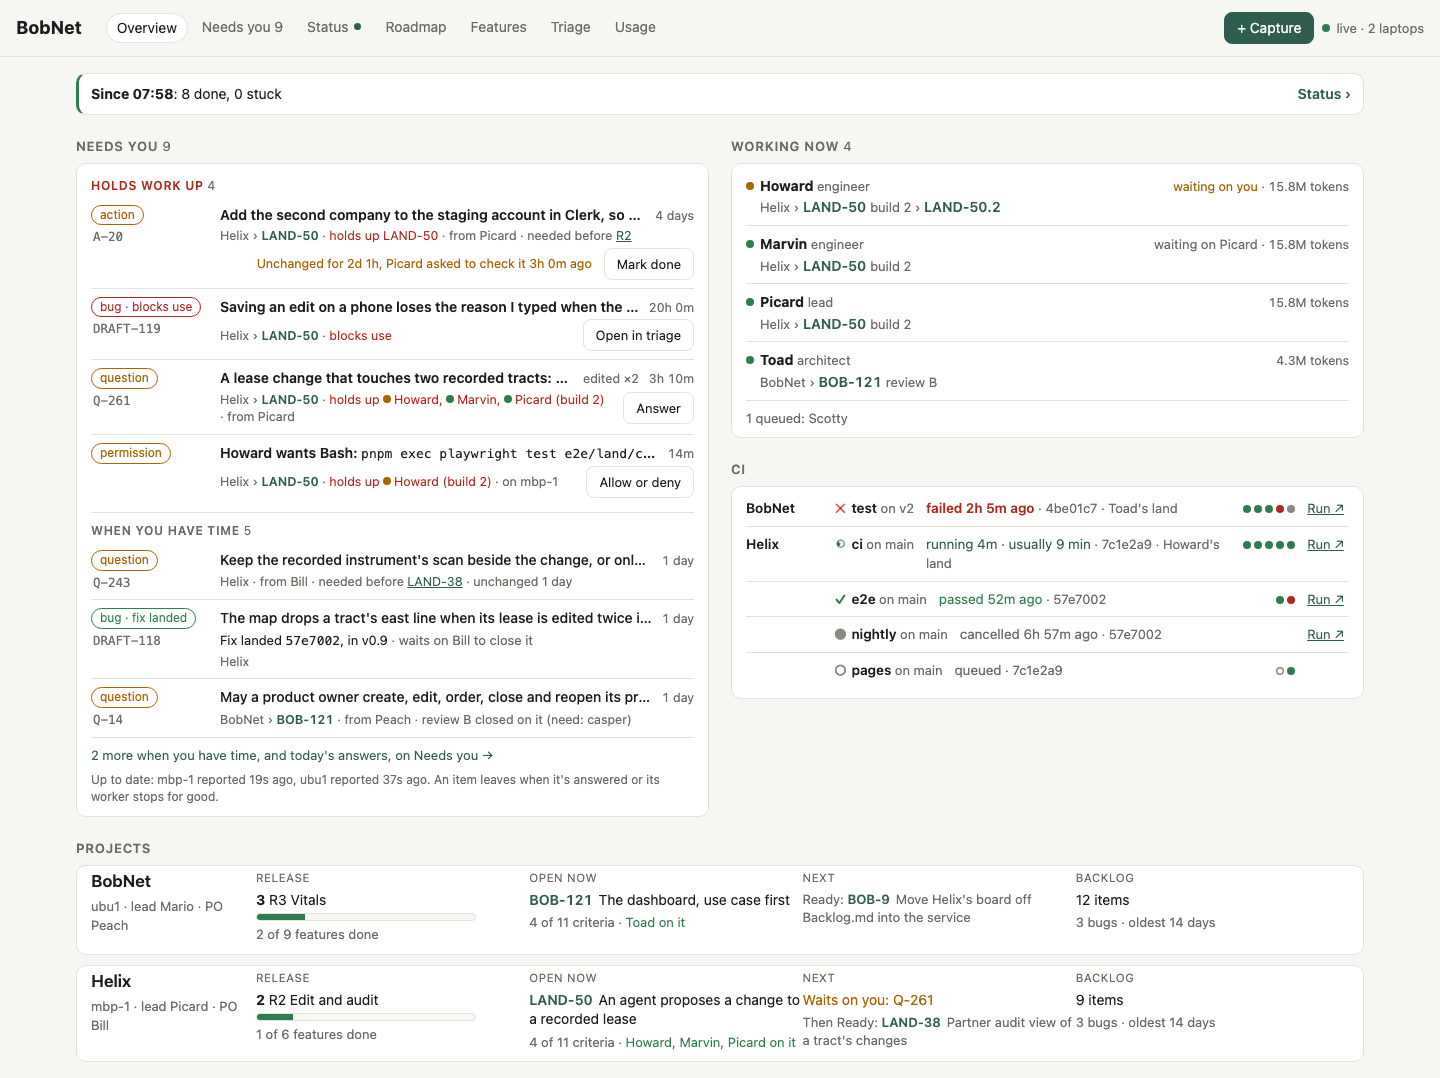 BobNet
Overview
Needs you 9
Status
Roadmap
Features
Triage
Usage
+ Capture
live · 2 laptops
Since 07:58: 8 done, 0 stuck
Status ›
NEEDS YOU 9
HOLDS WORK UP 4
action
Add the second company to the staging account in Clerk, so ...
4 days
A–20
Helix › LAND-50 · holds up LAND-50 · from Picard · needed before R2
Unchanged for 2d 1h, Picard asked to check it 3h 0m ago
Mark done
bug · blocks use
Saving an edit on a phone loses the reason I typed when the ...
20h 0m
DRAFT–119
Helix › LAND-50 · blocks use
Open in triage
question
A lease change that touches two recorded tracts: ...
edited ×2
3h 10m
Q–261
Helix › LAND-50 · holds up Howard, Marvin, Picard (build 2)
· from Picard
Answer
permission
Howard wants Bash: pnpm exec playwright test e2e/land/c...
14m
Helix › LAND-50 · holds up Howard (build 2) · on mbp-1
Allow or deny
WHEN YOU HAVE TIME 5
question
Keep the recorded instrument's scan beside the change, or onl...
1 day
Q–243
Helix · from Bill · needed before LAND-38 · unchanged 1 day
bug · fix landed
The map drops a tract's east line when its lease is edited twice i...
1 day
DRAFT–118
Fix landed 57e7002, in v0.9 · waits on Bill to close it
Helix
question
May a product owner create, edit, order, close and reopen its pr...
1 day
Q–14
BobNet › BOB-121 · from Peach · review B closed on it (need: casper)
2 more when you have time, and today's answers, on Needs you →
Up to date: mbp-1 reported 19s ago, ubu1 reported 37s ago. An item leaves when it's answered or its
worker stops for good.
WORKING NOW 4
Howard engineer
waiting on you · 15.8M tokens
Helix › LAND-50 build 2 › LAND-50.2
Marvin engineer
waiting on Picard · 15.8M tokens
Helix › LAND-50 build 2
Picard lead
15.8M tokens
Helix › LAND-50 build 2
Toad architect
4.3M tokens
BobNet › BOB-121 review B
1 queued: Scotty
CI
BobNet
test on v2
failed 2h 5m ago · 4be01c7 · Toad's land
Run ↗
Helix
ci on main
running 4m · usually 9 min · 7c1e2a9 · Howard's
land
Run ↗
e2e on main
passed 52m ago · 57e7002
Run ↗
nightly on main
cancelled 6h 57m ago · 57e7002
Run ↗
pages on main
queued · 7c1e2a9
PROJECTS
BobNet
ubu1 · lead Mario · PO
Peach
RELEASE
3 R3 Vitals
2 of 9 features done
OPEN NOW
BOB-121 The dashboard, use case first
4 of 11 criteria · Toad on it
NEXT
Ready: BOB-9 Move Helix's board off
Backlog.md into the service
BACKLOG
12 items
3 bugs · oldest 14 days
Helix
mbp-1 · lead Picard · PO
Bill
RELEASE
2 R2 Edit and audit
1 of 6 features done
OPEN NOW
LAND-50 An agent proposes a change to
a recorded lease
4 of 11 criteria · Howard, Marvin, Picard on it
NEXT
Waits on you: Q-261
Then Ready: LAND-38 Partner audit view of
a tract's changes
BACKLOG
9 items
3 bugs · oldest 14 days